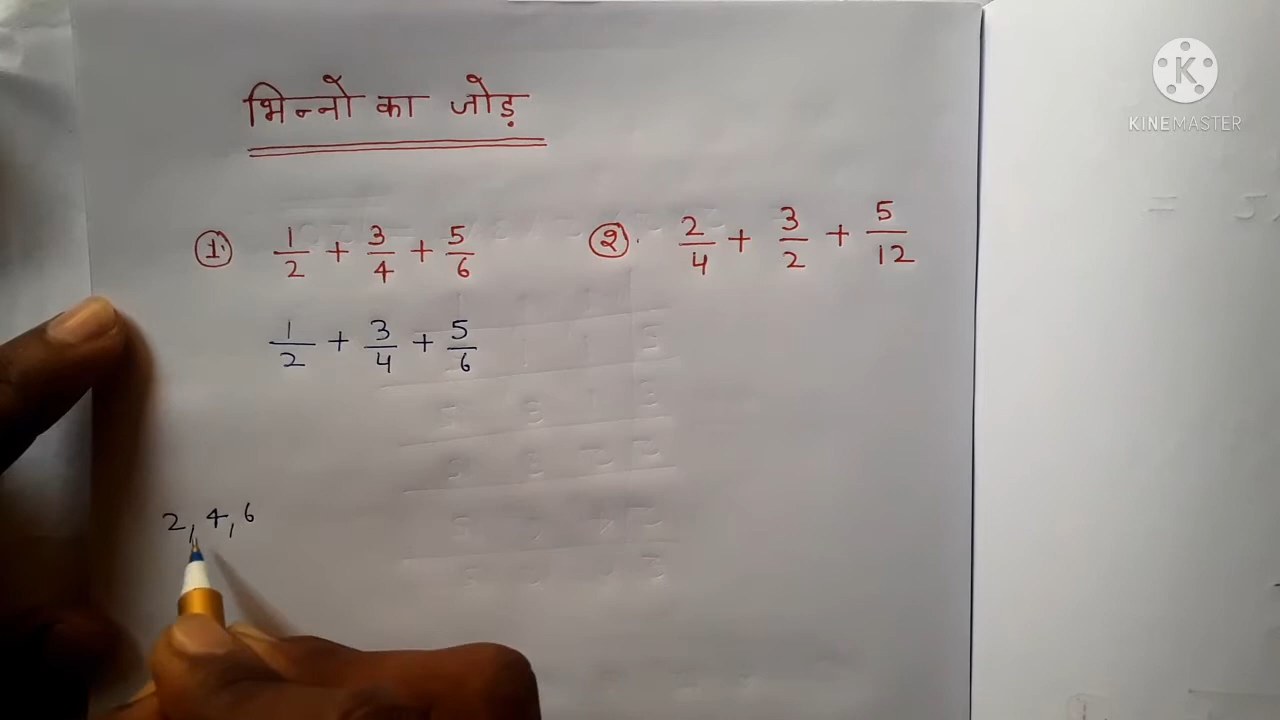 भिन्नो का जोड़
① 1/2 + 3/4 + 5/6
② 2/4 + 3/2 + 5/12
1/2 + 3/4 + 5/6
2, 4, 6
KINEMASTER